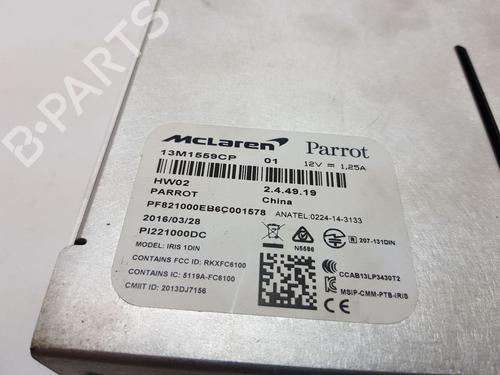 B-PARTS
McLaren Parrot
13M1559CP 01 12V = 1,25A
HW02 2.4.49.19
PARROT China
PF821000EB6C001578 ANATEL:0224-14-3133
2016/03/28
PI221000DC
N5586
R 207-131DIN
MODEL: IRIS 1DIN
CONTAINS FCC ID: RKXFC6100
CCAB13LP3430T2
CONTAINS IC: 5119A-FC6100
MSIP-CMM-PTB-IRIS
CMIIT ID: 2013DJ7156